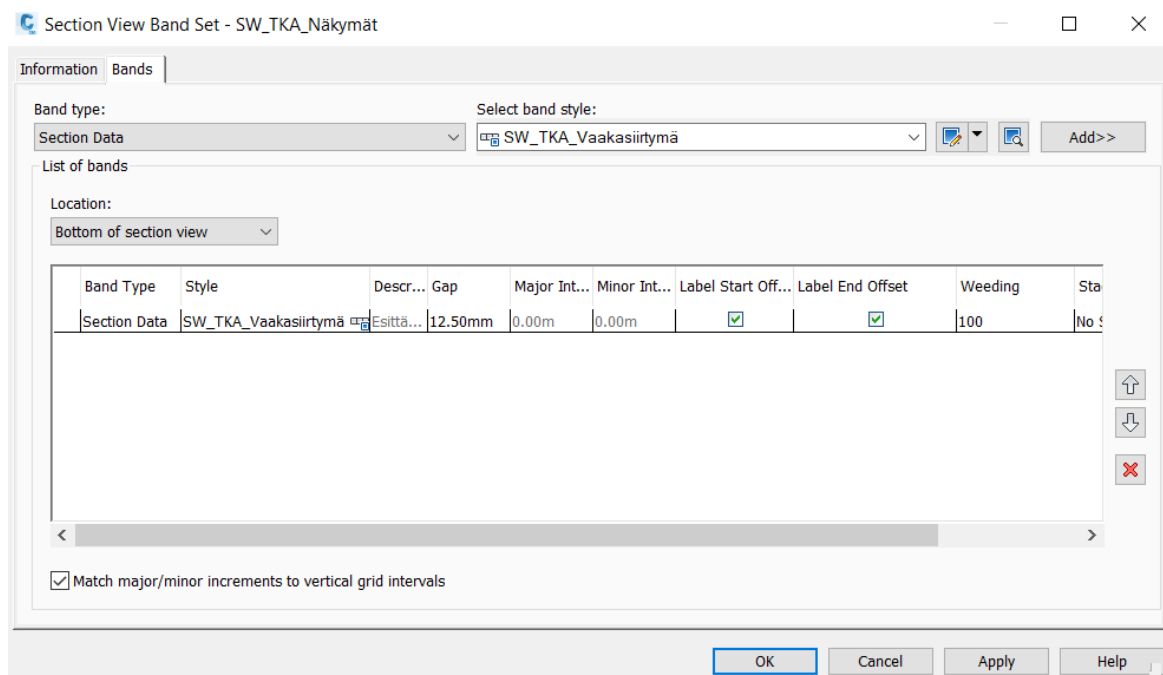 Section View Band Set - SW_TKA_Näkymät
Information Bands
Band type: Select band style:
Section Data SW_TKA_Vaakasiirtymä Add>>
List of bands
Location:
Bottom of section view
Band Type Style Descr... Gap Major Int... Minor Int... Label Start Off... Label End Offset Weeding Sta
Section Data SW_TKA_Vaakasiirtymä Esittä... 12.50mm 0.00m 0.00m 100 No
Match major/minor increments to vertical grid intervals
OK Cancel Apply Help